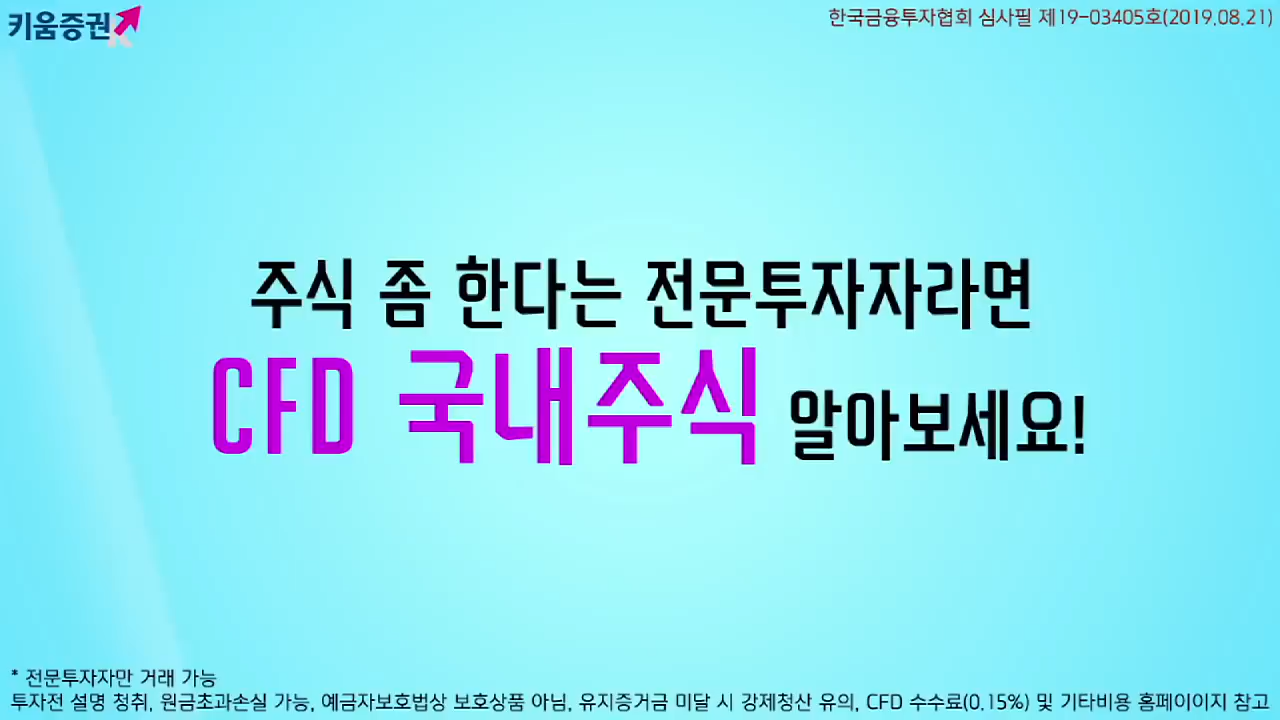 키움증권
한국금융투자협회 심사필 제19-03405호(2019.08.21)
주식 좀 한다는 전문투자자라면
CFD 국내주식 알아보세요!
* 전문투자자만 거래 가능
투자전 설명 청취, 원금초과손실 가능, 예금자보호법상 보호상품 아님, 유지증거금 미달 시 강제청산 유의, CFD 수수료(0.15%) 및 기타비용 홈페이이지 참고